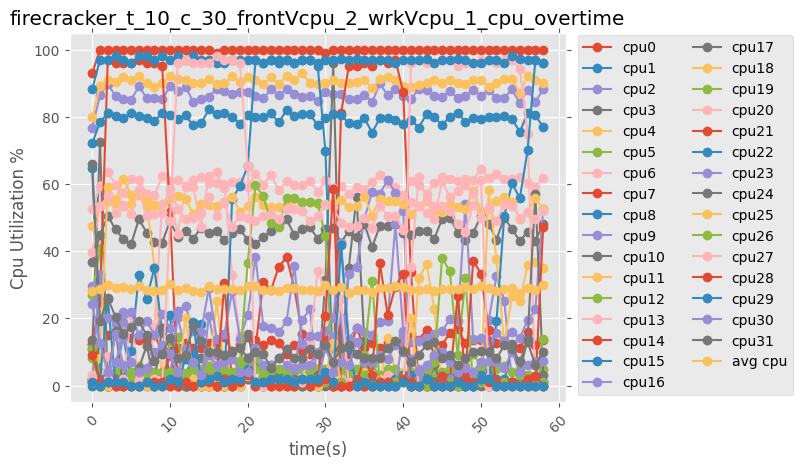 firecracker_t_10_c_30_frontVcpu_2_wrkVcpu_1_cpu_overtime
Cpu Utilization %
100
80
60
40
20
0
0 10 20 30 40 50 60
time(s)
cpu0
cpu1
cpu2
cpu3
cpu4
cpu5
cpu6
cpu7
cpu8
cpu9
cpu10
cpu11
cpu12
cpu13
cpu14
cpu15
cpu16
cpu17
cpu18
cpu19
cpu20
cpu21
cpu22
cpu23
cpu24
cpu25
cpu26
cpu27
cpu28
cpu29
cpu30
cpu31
avg cpu